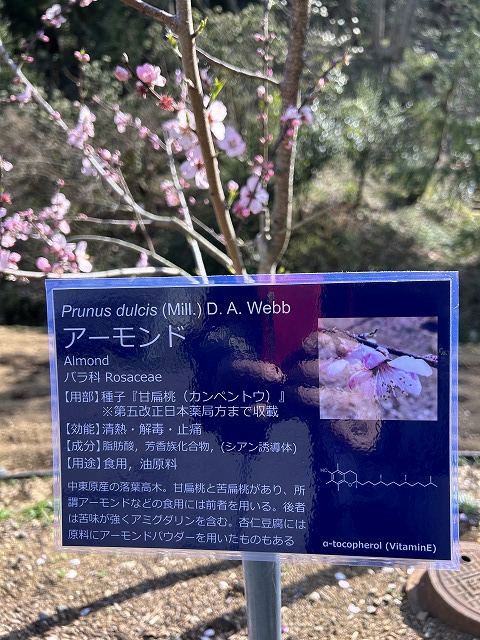 Prunus dulcis (Mill.) D. A. Webb
アーモンド
Almond
バラ科 Rosaceae
【用部】種子『甘扁桃（カンペントウ）』
※第五改正日本薬局方まで収載
【効能】清熱・解毒・止痛
【成分】脂肪酸，芳香族化合物，(シアン誘導体)
【用途】食用，油原料
中東原産の落葉高木。甘扁桃と苦扁桃があり、所
謂アーモンドなどの食用には前者を用いる。後者
は苦味が強くアミグダリンを含む。杏仁豆腐には
原料にアーモンドパウダーを用いたものもある
HO
α-tocopherol (VitaminE)